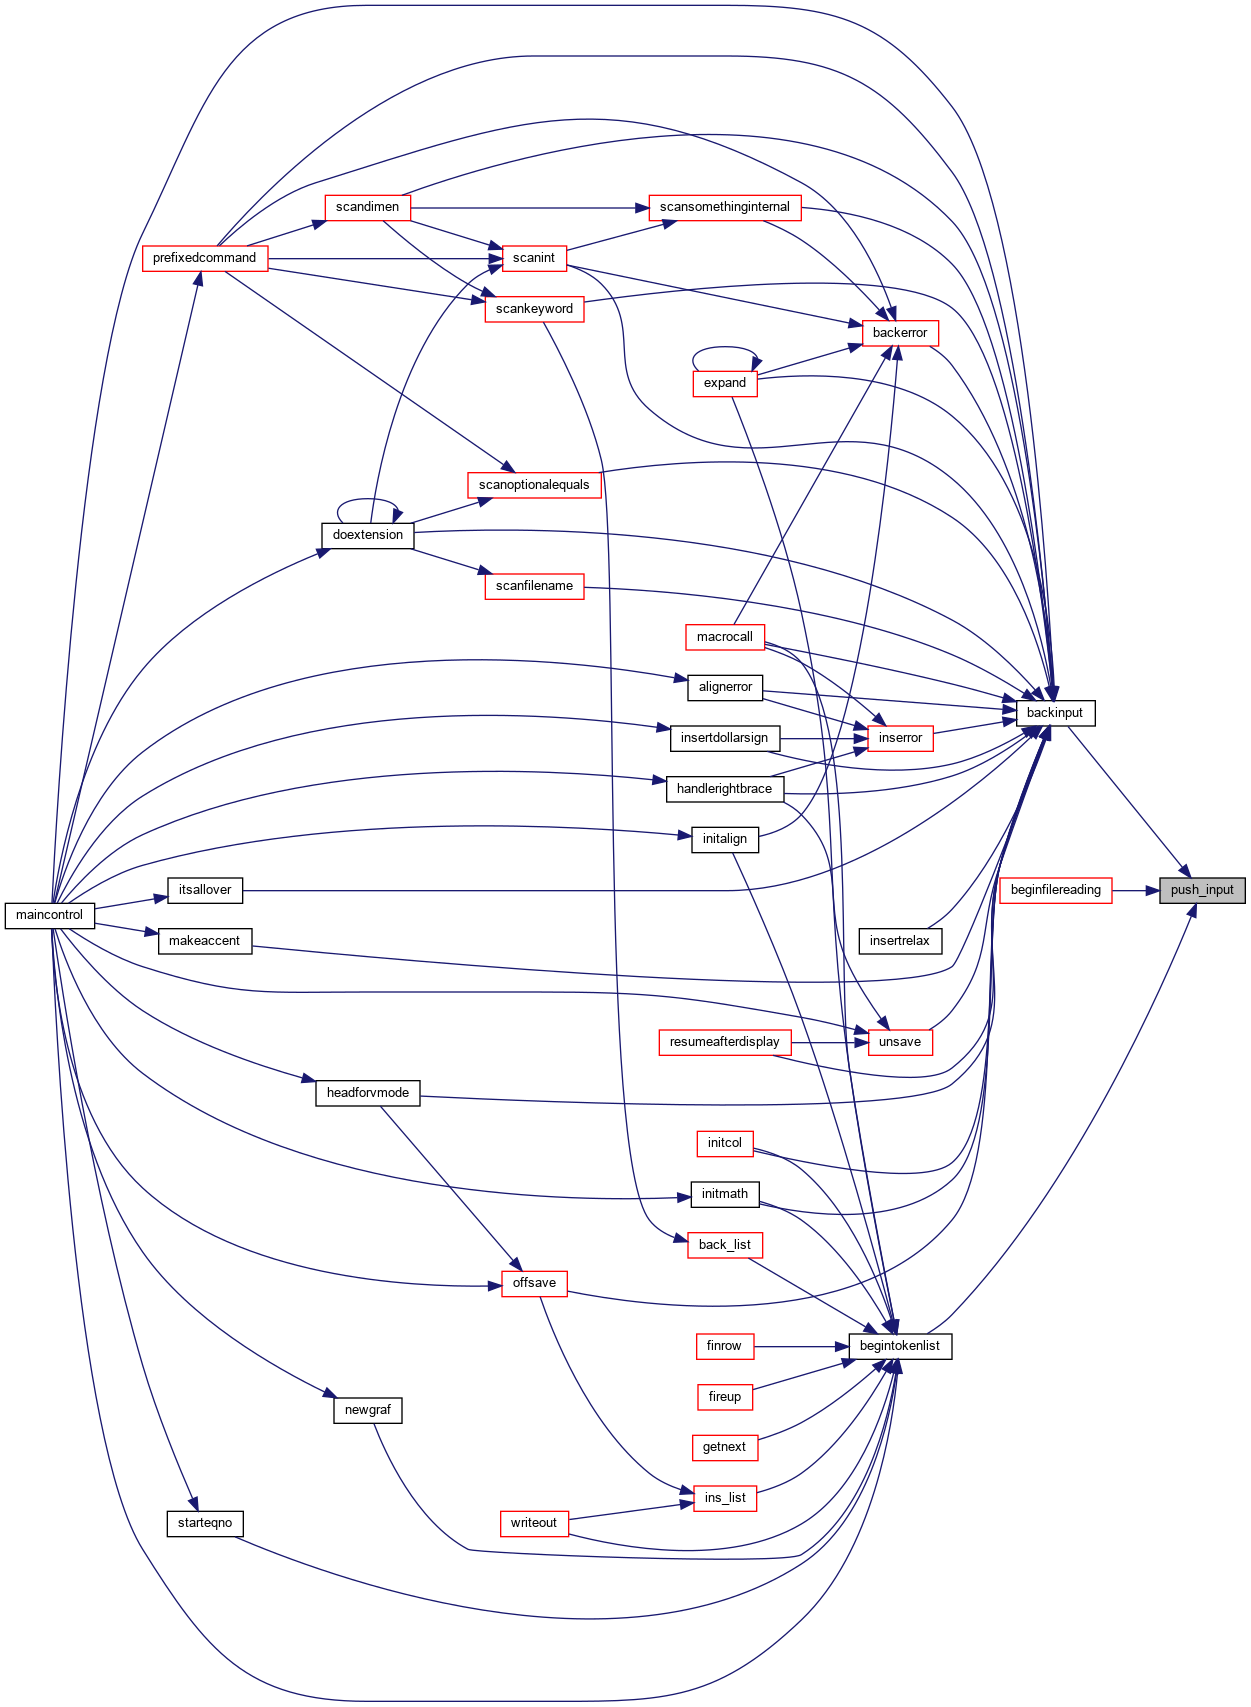 scandimen
scansomethinginternal
prefixedcommand
scanint
scankeyword
backerror
expand
scanoptionalequals
doextension
scanfilename
macrocall
alignerror
backinput
insertdollarsign
inserror
handlerightbrace
initalign
itsallover
beginfilereading
push_input
maincontrol
makeaccent
insertrelax
resumeafterdisplay
unsave
headforvmode
initcol
initmath
back_list
offsave
finrow
begintokenlist
fireup
newgraf
getnext
ins_list
starteqno
writeout